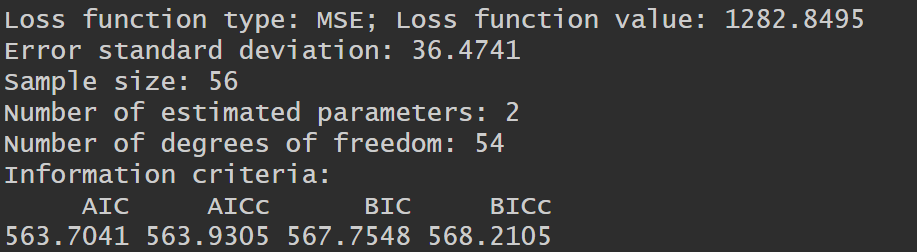 Loss function type: MSE; Loss function value: 1282.8495
Error standard deviation: 36.4741
Sample size: 56
Number of estimated parameters: 2
Number of degrees of freedom: 54
Information criteria:
AIC AICc BIC BICc
563.7041 563.9305 567.7548 568.2105